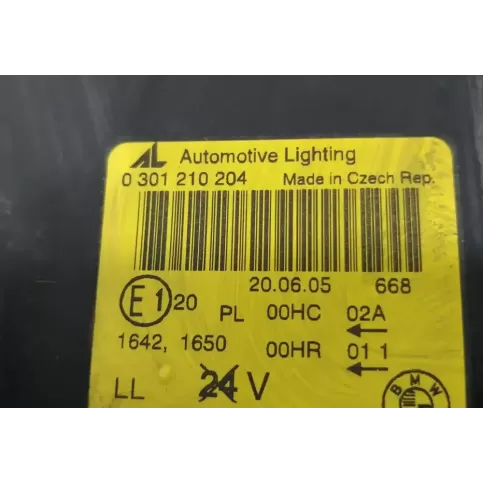 AL Automotive Lighting
0 301 210 204 Made in Czech Rep.
20.06.05 668
E1 20 PL 00HC 02A
1642, 1650 00HR 01 1
LL 24 V
BMW